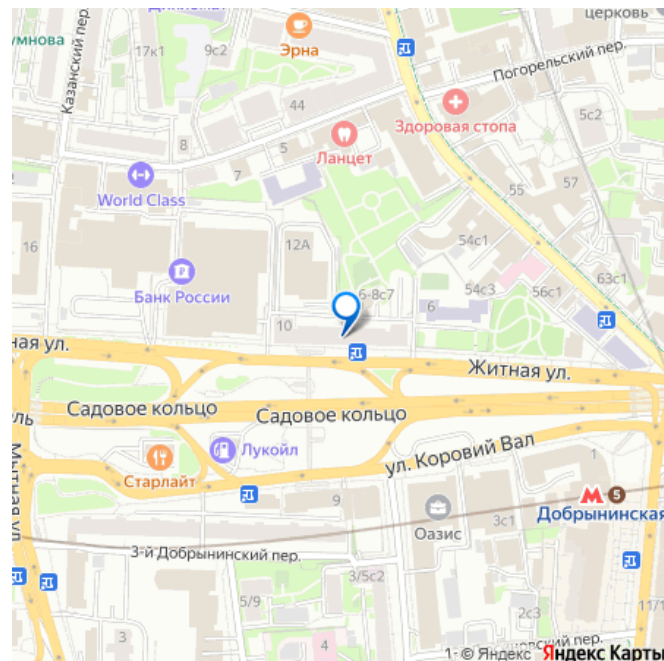 церковь
умнова
17к1
9с2
Эрна
Казанский пер.
Погорельский пер.
44
5с2
Здоровая стопа
8
5
Ланцет
World Class
55
57
16
12А
54с1
Банк России
6-8с7
54с3
56с1
63с1
10
6
ная ул.
Житная ул.
Садовое кольцо
Садовое кольцо
ель
Лукойл
ул. Коровий Вал
Мытная ул.
Старлайт
9
1
М 5
Оазис
3с1
Добрынинская
3-й Добрынинский пер.
3/5с2
5/9
2с3
11/1
3
4
1-
© Яндекс Яндекс Карты